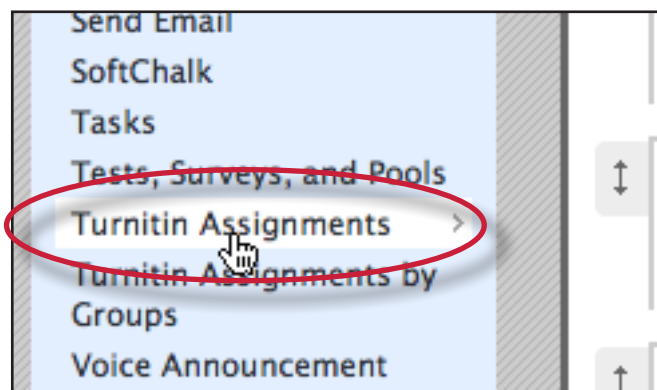 Send Email
SoftChalk
Tasks
Tests, Surveys, and Pools
Turnitin Assignments >
Turnitin Assignments by
Groups
Voice Announcement